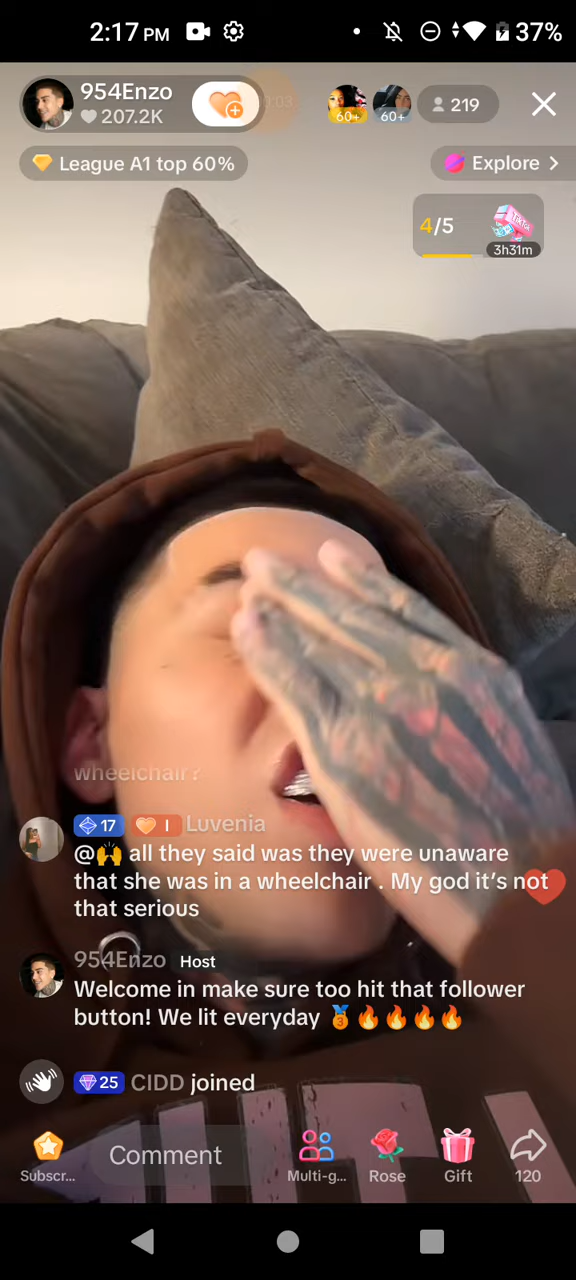 2:17 PM 37%
954Enzo
207.2K
60+ 60+ 219
League A1 top 60%
Explore
4/5
TikTok
3h31m
wheelchair?
17 I Luvenia
@🙌 all they said was they were unaware
that she was in a wheelchair . My god it's not
that serious
954Enzo Host
Welcome in make sure too hit that follower
button! We lit everyday 🏅🔥🔥🔥🔥
25 CIDD joined
Comment
Subscr... Multi-g... Rose Gift 120